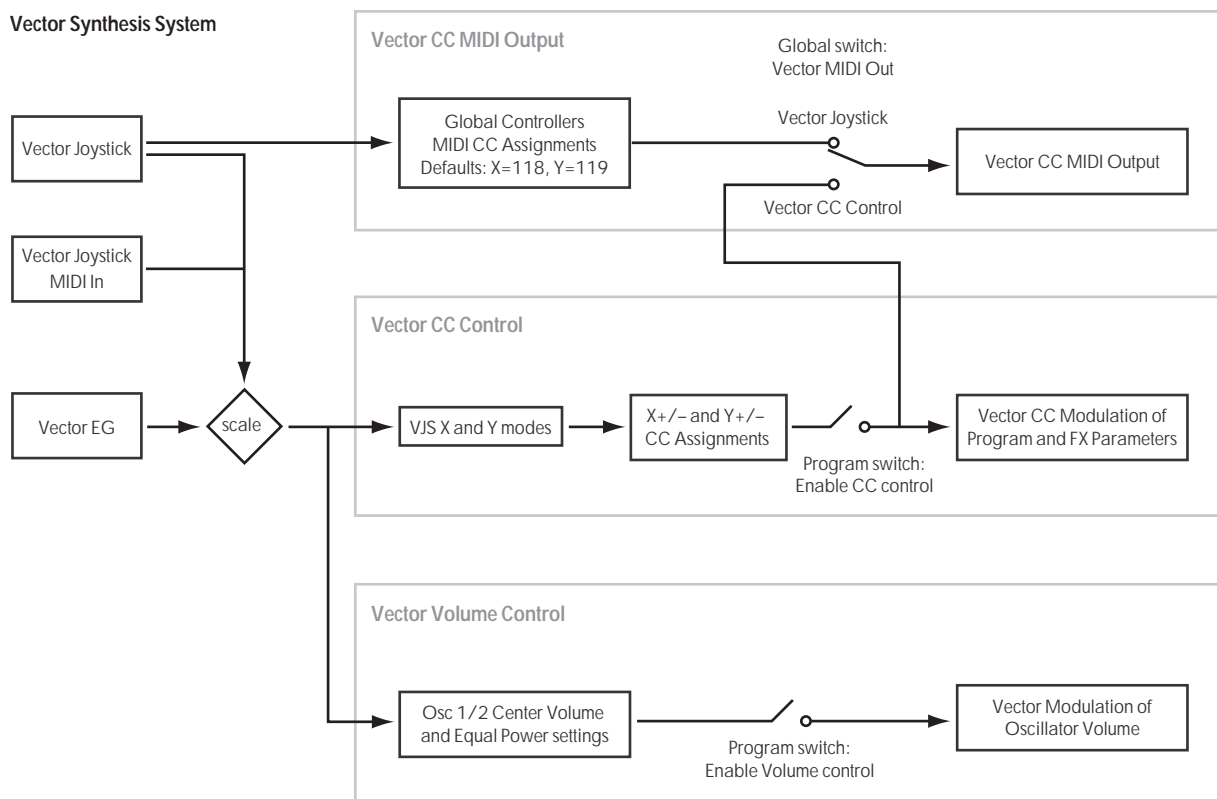 Vector Synthesis System
Vector CC MIDI Output
Global switch:
Vector MIDI Out
Vector Joystick
Global Controllers
MIDI CC Assignments
Defaults: X=118, Y=119
Vector Joystick
Vector CC MIDI Output
Vector CC Control
Vector Joystick
MIDI In
Vector CC Control
Vector EG
scale
VJS X and Y modes
X+/– and Y+/–
CC Assignments
Program switch:
Enable CC control
Vector CC Modulation of
Program and FX Parameters
Vector Volume Control
Osc 1/2 Center Volume
and Equal Power settings
Program switch:
Enable Volume control
Vector Modulation of
Oscillator Volume